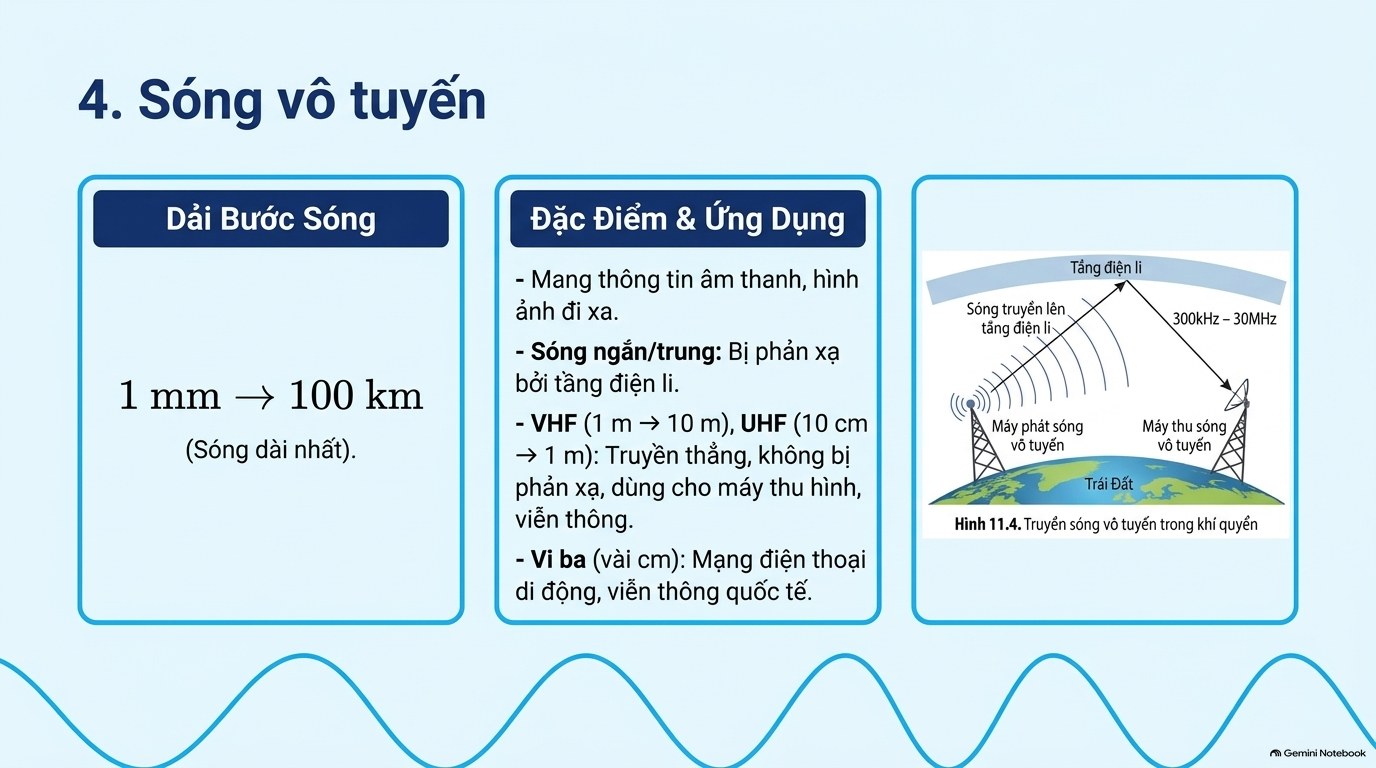 4. Sóng vô tuyến
Dải Bước Sóng
1 mm → 100 km
(Sóng dài nhất).
Đặc Điểm & Ứng Dụng
- Mang thông tin âm thanh, hình
ảnh đi xa.
- Sóng ngắn/trung: Bị phản xạ
bởi tầng điện li.
- VHF (1 m → 10 m), UHF (10 cm
→ 1 m): Truyền thẳng, không bị
phản xạ, dùng cho máy thu hình,
viễn thông.
- Vi ba (vài cm): Mạng điện thoại
di động, viễn thông quốc tế.
Tầng điện li
Sóng truyền lên
tầng điện li
300kHz – 30MHz
Máy phát sóng
vô tuyến
Máy thu sóng
vô tuyến
Trái Đất
Hình 11.4. Truyền sóng vô tuyến trong khí quyển
Gemini Notebook